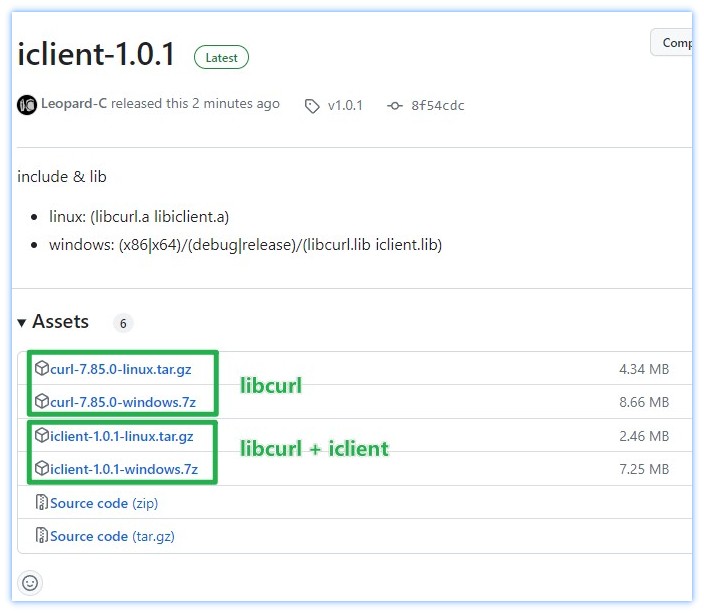 iclient-1.0.1 Latest
Comp
Leopard-C released this 2 minutes ago v1.0.1 8f54cdc
include & lib
linux: (libcurl.a libiclient.a)
windows: (x86|x64)/(debug|release)/(libcurl.lib iclient.lib)
Assets 6
curl-7.85.0-linux.tar.gz 4.34 MB
libcurl
curl-7.85.0-windows.7z 8.66 MB
iclient-1.0.1-linux.tar.gz 2.46 MB
libcurl + iclient
iclient-1.0.1-windows.7z 7.25 MB
Source code (zip)
Source code (tar.gz)